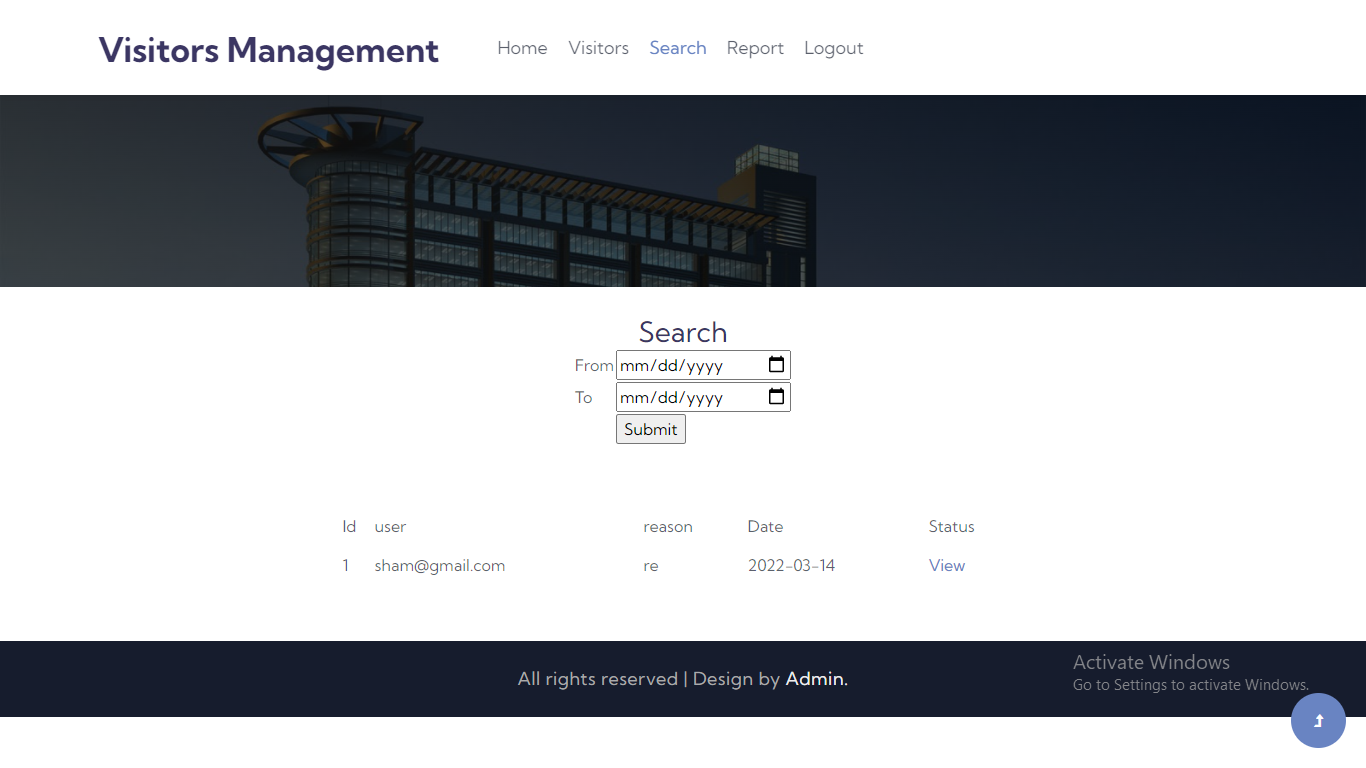 Visitors Management
Home Visitors Search Report Logout
Search
From mm/dd/yyyy
To mm/dd/yyyy
Submit
Id user reason Date Status
1 sham@gmail.com re 2022-03-14 View
All rights reserved | Design by Admin.
Activate Windows
Go to Settings to activate Windows.